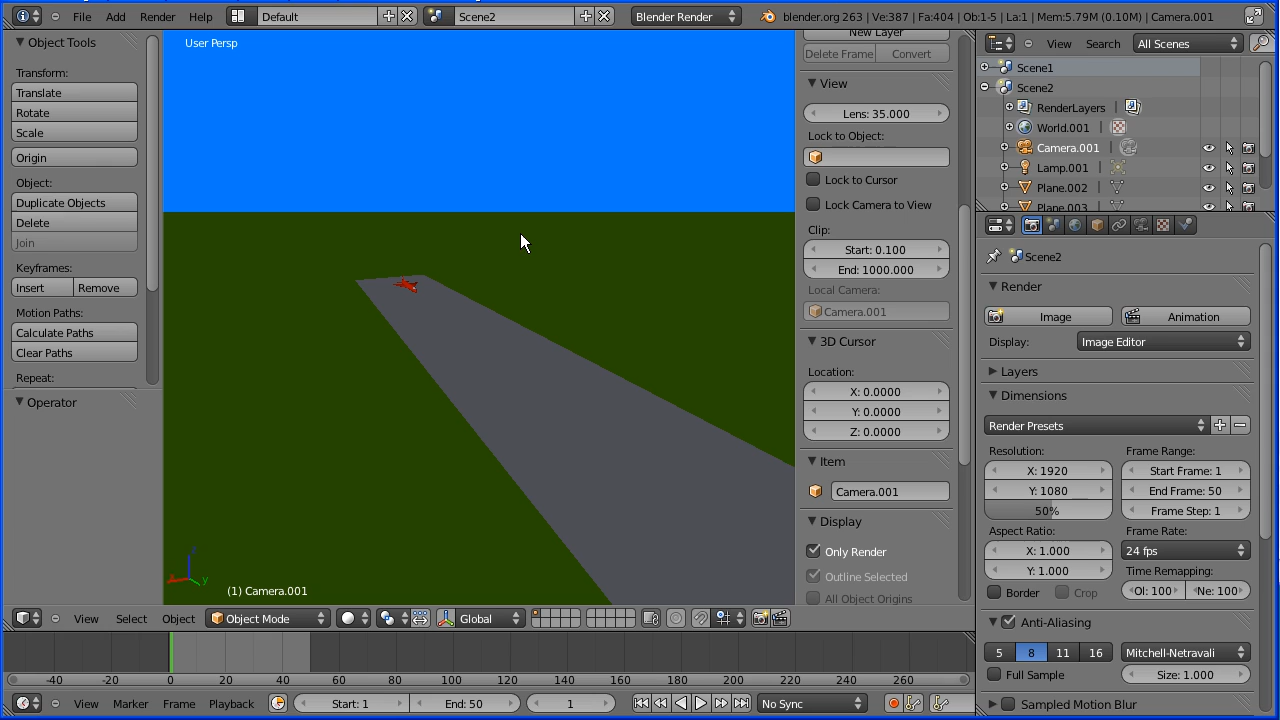 File Add Render Help Default Scene2 Blender Render blender.org 263 | Ve:387 | Fa:404 | Ob:1-5 | La:1 | Mem:5.79M (0.10M) | Camera.001
Object Tools
Transform:
Translate
Rotate
Scale
Origin
Object:
Duplicate Objects
Delete
Join
Keyframes:
Insert Remove
Motion Paths:
Calculate Paths
Clear Paths
Repeat:
Operator
User Persp
(1) Camera.001
x y
New Layer
Delete Frame Convert
View
Lens: 35.000
Lock to Object:
Lock to Cursor
Lock Camera to View
Clip:
Start: 0.100
End: 1000.000
Local Camera:
Camera.001
3D Cursor
Location:
X: 0.0000
Y: 0.0000
Z: 0.0000
Item
Camera.001
Display
Only Render
Outline Selected
All Object Origins
View Search All Scenes
Scene1
Scene2
RenderLayers |
World.001 |
Camera.001 |
Lamp.001 |
Plane.002 |
Plane.003 |
Scene2
Render
Image Animation
Display: Image Editor
Layers
Dimensions
Render Presets
Resolution: Frame Range:
X: 1920 Start Frame: 1
Y: 1080 End Frame: 50
50% Frame Step: 1
Aspect Ratio: Frame Rate:
X: 1.000 24 fps
Y: 1.000 Time Remapping:
Border Crop Ol: 100 Ne: 100
Anti-Aliasing
5 8 11 16 Mitchell-Netravali
Full Sample Size: 1.000
Sampled Motion Blur
View Select Object Object Mode Global
-40 -20 0 20 40 60 80 100 120 140 160 180 200 220 240 260
View Marker Frame Playback Start: 1 End: 50 1 No Sync